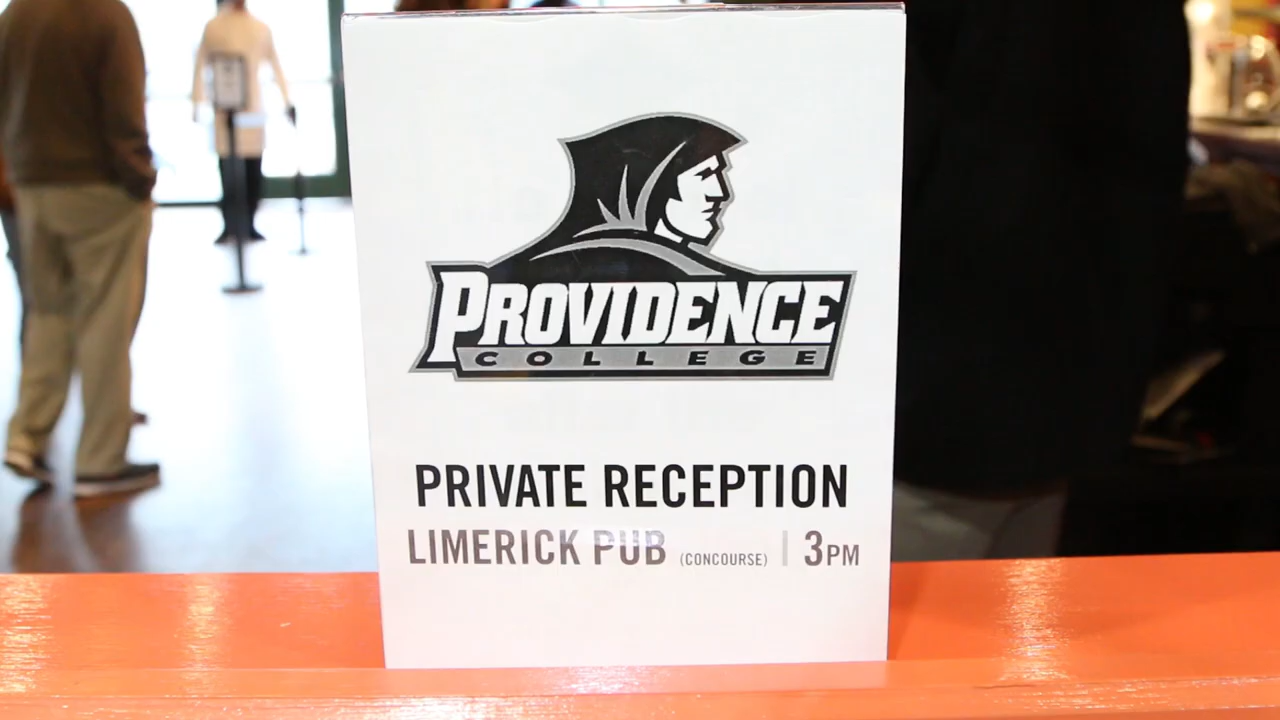 PROVIDENCE
COLLEGE
PRIVATE RECEPTION
LIMERICK PUB (CONCOURSE) | 3PM